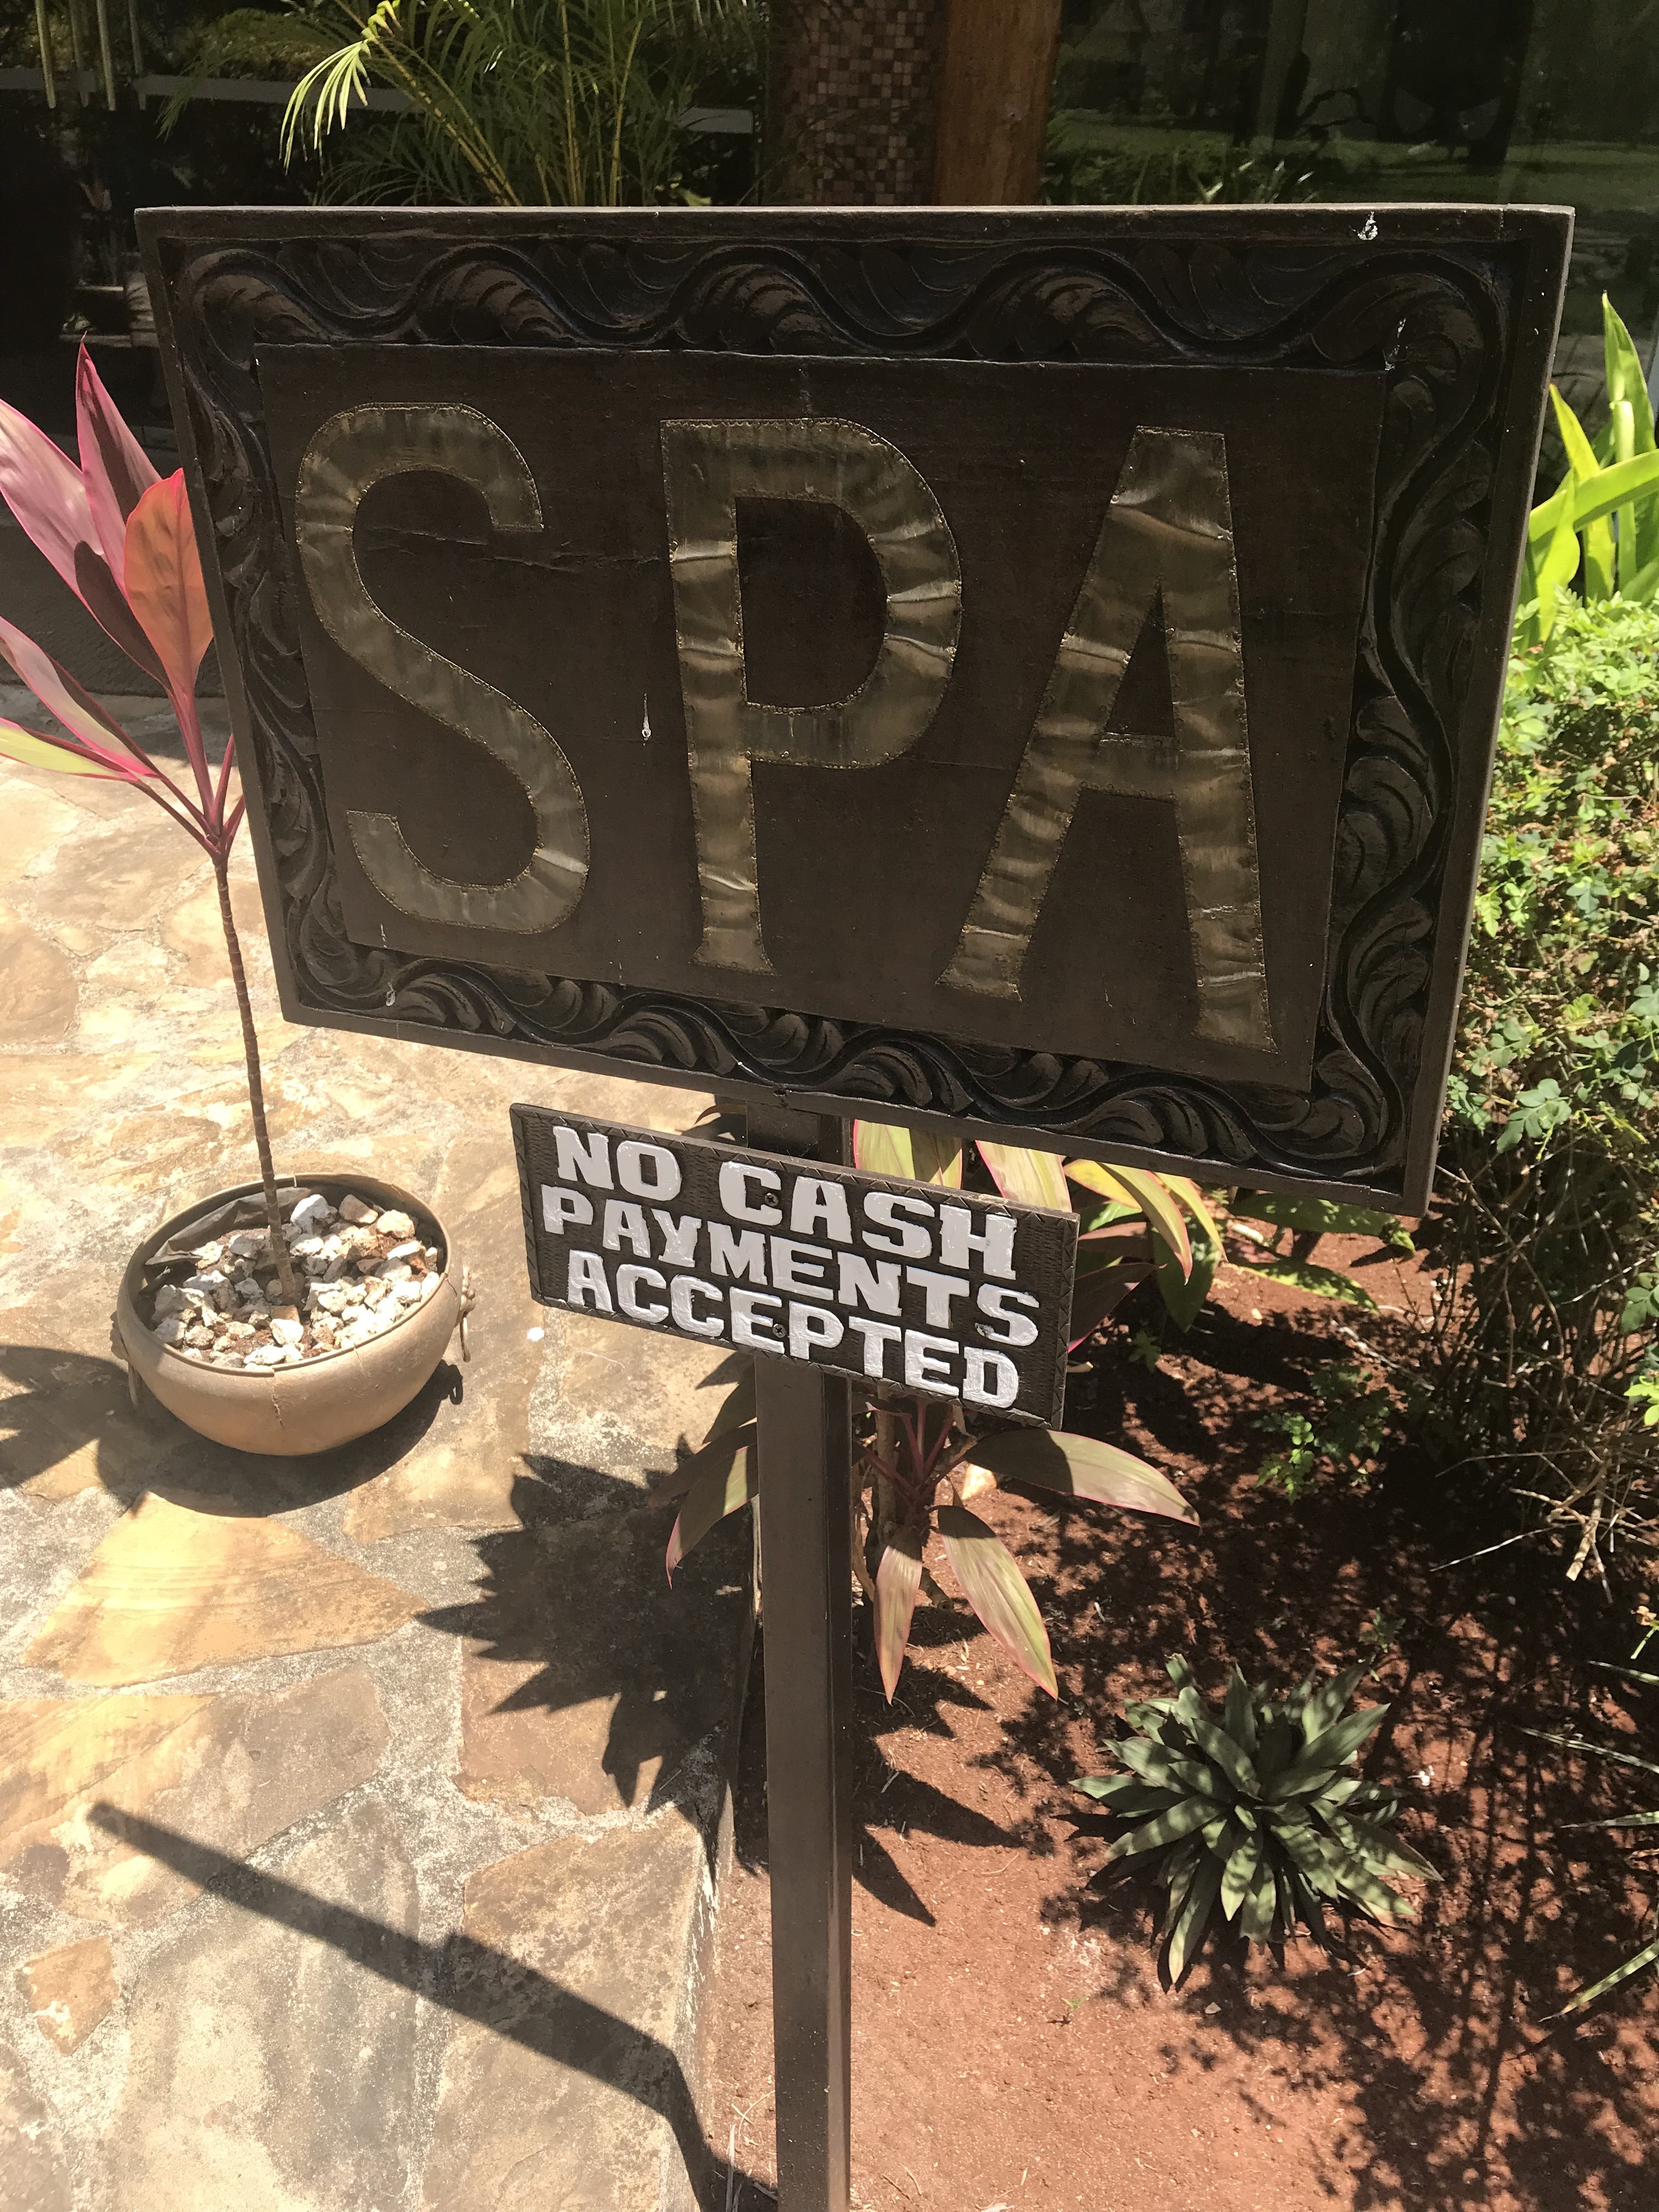 SPA
NO CASH
PAYMENTS
ACCEPTED